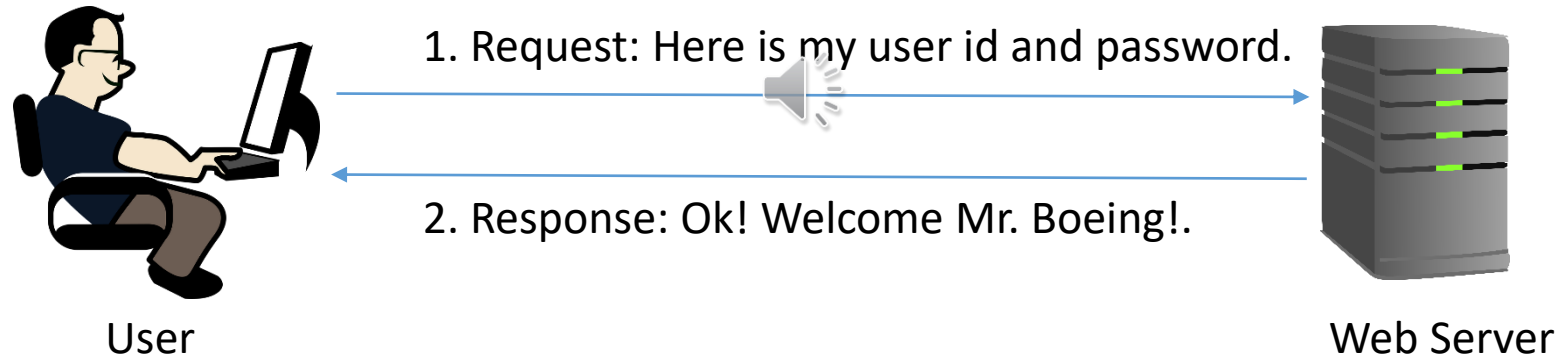 1. Request: Here is my user id and password.
2. Response: Ok! Welcome Mr. Boeing!.
User
Web Server